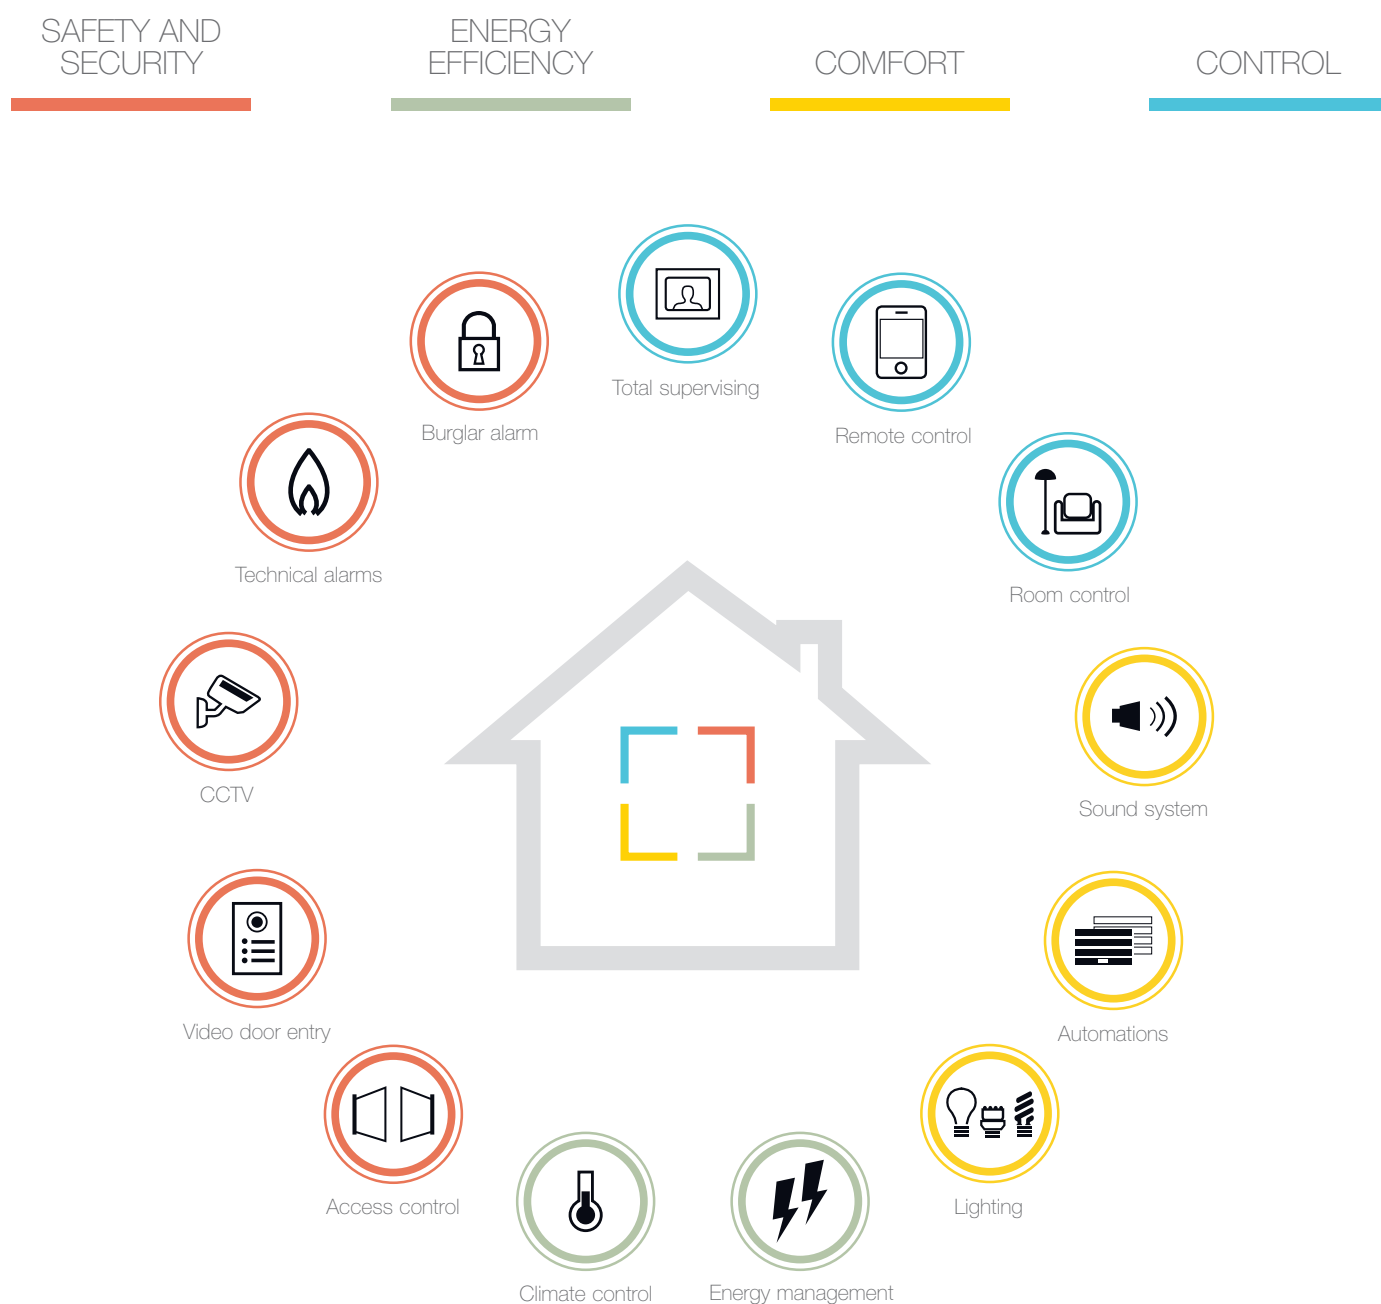 SAFETY AND
SECURITY
ENERGY
EFFICIENCY
COMFORT
CONTROL
Total supervising
Burglar alarm
Remote control
Technical alarms
Room control
CCTV
Sound system
Video door entry
Automations
Access control
Lighting
Climate control
Energy management